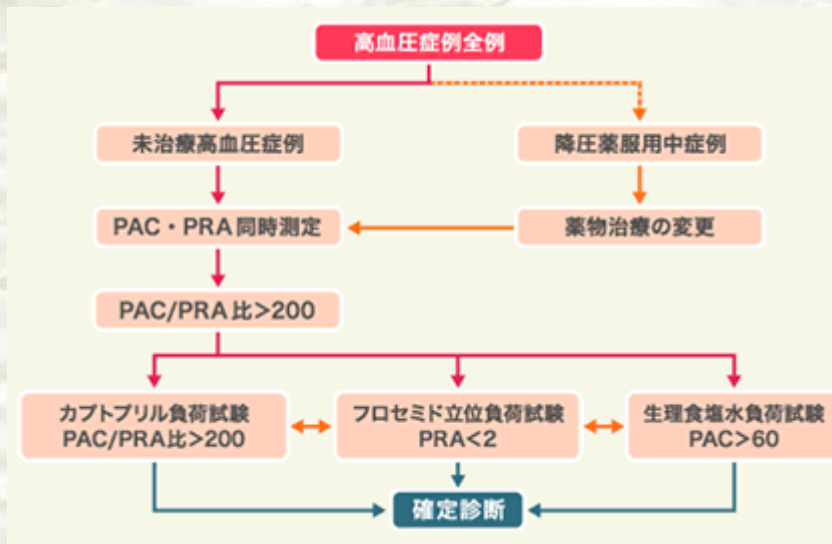 高血圧症例全例
未治療高血圧症例
降圧薬服用中症例
PAC・PRA同時測定
薬物治療の変更
PAC/PRA比>200
カプトプリル負荷試験
PAC/PRA比>200
フロセミド立位負荷試験
PRA<2
生理食塩水負荷試験
PAC>60
確定診断